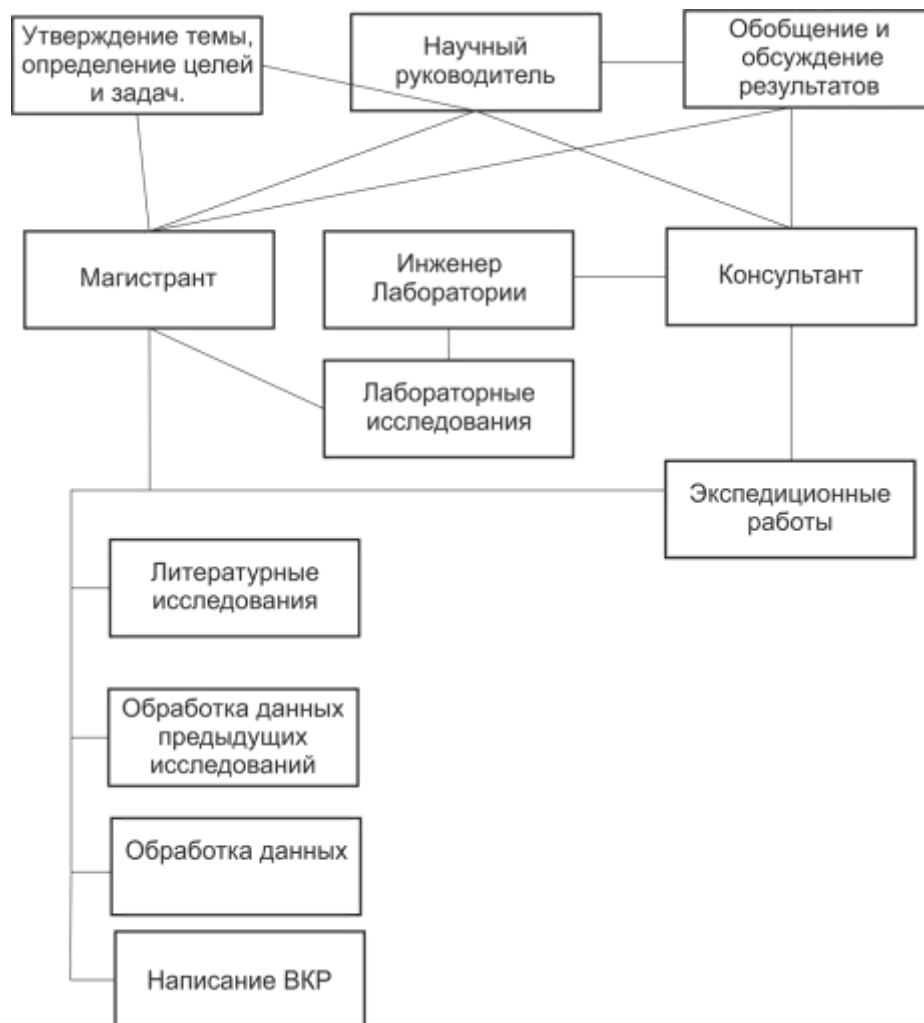 Утверждение темы,
определение целей
и задач.
Научный
руководитель
Обобщение и
обсуждение
результатов
Магистрант
Инженер
Лаборатории
Консультант
Лабораторные
исследования
Экспедиционные
работы
Литературные
исследования
Обработка данных
предыдущих
исследований
Обработка данных
Написание ВКР